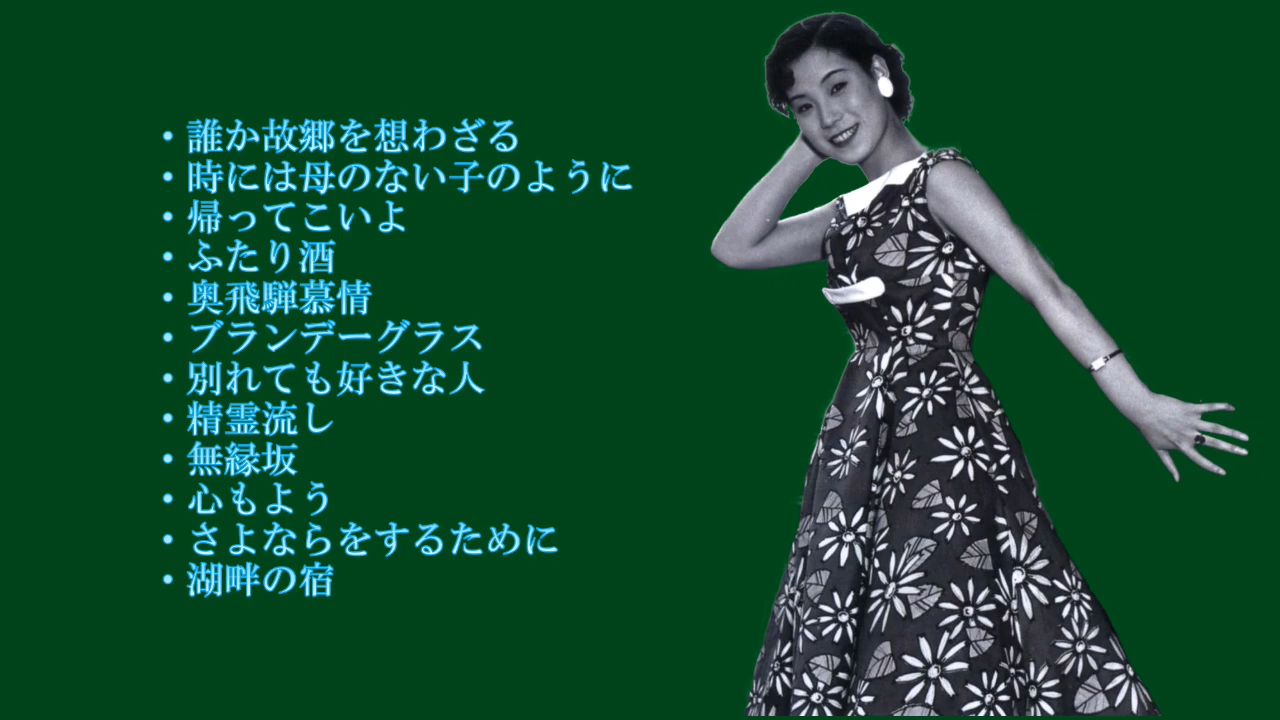 ・誰か故郷を想わざる
・時には母のない子のように
・帰ってこいよ
・ふたり酒
・奥飛騨慕情
・ブランデーグラス
・別れても好きな人
・精霊流し
・無縁坂
・心もよう
・さよならをするために
・湖畔の宿